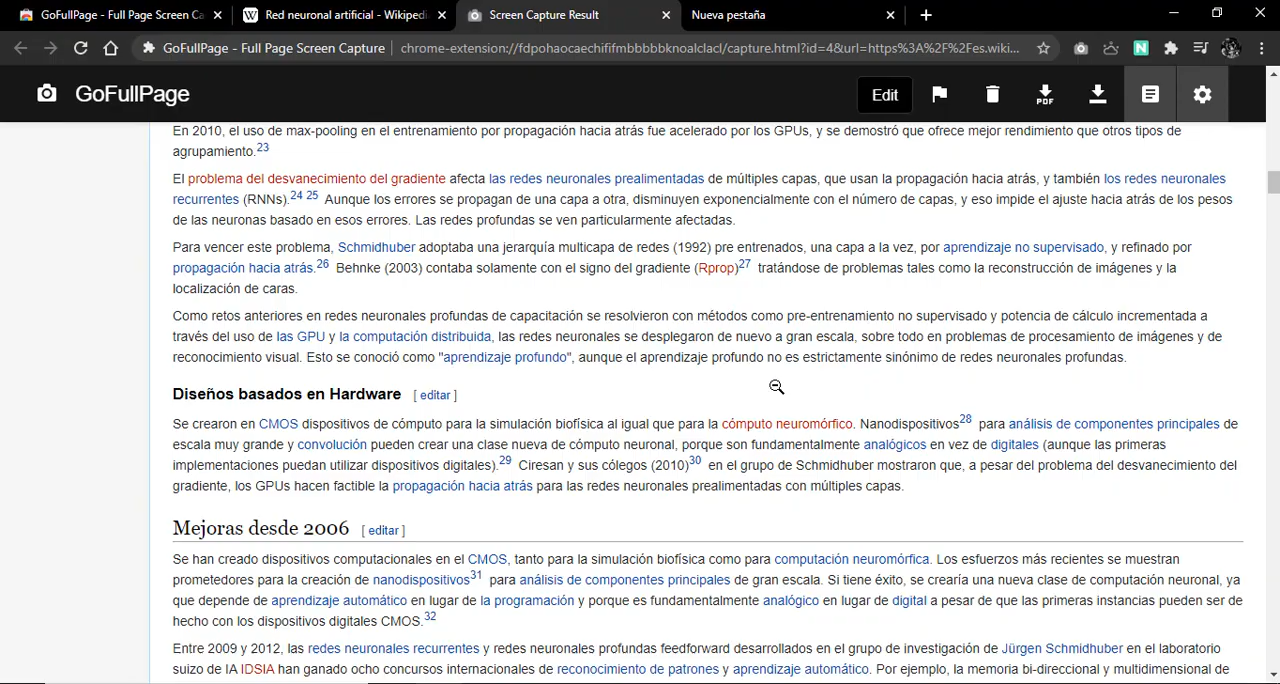 GoFullPage - Full Page Screen Ca
Red neuronal artificial - Wikipedi
Screen Capture Result
Nueva pestaña
GoFullPage - Full Page Screen Capture
chrome-extension://fdpohaocaechififmbbbbbknoalclacl/capture.html?id=4&url=https%3A%2F%2Fes.wiki...
GoFullPage
Edit
PDF
En 2010, el uso de max-pooling en el entrenamiento por propagación hacia atrás fue acelerado por los GPUs, y se demostró que ofrece mejor rendimiento que otros tipos de
agrupamiento.23
El problema del desvanecimiento del gradiente afecta las redes neuronales prealimentadas de múltiples capas, que usan la propagación hacia atrás, y también los redes neuronales
recurrentes (RNNs).24 25 Aunque los errores se propagan de una capa a otra, disminuyen exponencialmente con el número de capas, y eso impide el ajuste hacia atrás de los pesos
de las neuronas basado en esos errores. Las redes profundas se ven particularmente afectadas.
Para vencer este problema, Schmidhuber adoptaba una jerarquía multicapa de redes (1992) pre entrenados, una capa a la vez, por aprendizaje no supervisado, y refinado por
propagación hacia atrás.26 Behnke (2003) contaba solamente con el signo del gradiente (Rprop)27 tratándose de problemas tales como la reconstrucción de imágenes y la
localización de caras.
Como retos anteriores en redes neuronales profundas de capacitación se resolvieron con métodos como pre-entrenamiento no supervisado y potencia de cálculo incrementada a
través del uso de las GPU y la computación distribuida, las redes neuronales se desplegaron de nuevo a gran escala, sobre todo en problemas de procesamiento de imágenes y de
reconocimiento visual. Esto se conoció como "aprendizaje profundo", aunque el aprendizaje profundo no es estrictamente sinónimo de redes neuronales profundas.
Diseños basados en Hardware [ editar ]
Se crearon en CMOS dispositivos de cómputo para la simulación biofísica al igual que para la cómputo neuromórfico. Nanodispositivos28 para análisis de componentes principales de
escala muy grande y convolución pueden crear una clase nueva de cómputo neuronal, porque son fundamentalmente analógicos en vez de digitales (aunque las primeras
implementaciones puedan utilizar dispositivos digitales).29 Ciresan y sus cólegos (2010)30 en el grupo de Schmidhuber mostraron que, a pesar del problema del desvanecimiento del
gradiente, los GPUs hacen factible la propagación hacia atrás para las redes neuronales prealimentadas con múltiples capas.
Mejoras desde 2006 [ editar ]
Se han creado dispositivos computacionales en el CMOS, tanto para la simulación biofísica como para computación neuromórfica. Los esfuerzos más recientes se muestran
prometedores para la creación de nanodispositivos31 para análisis de componentes principales de gran escala. Si tiene éxito, se crearía una nueva clase de computación neuronal, ya
que depende de aprendizaje automático en lugar de la programación y porque es fundamentalmente analógico en lugar de digital a pesar de que las primeras instancias pueden ser de
hecho con los dispositivos digitales CMOS.32
Entre 2009 y 2012, las redes neuronales recurrentes y redes neuronales profundas feedforward desarrollados en el grupo de investigación de Jürgen Schmidhuber en el laboratorio
suizo de IA IDSIA han ganado ocho concursos internacionales de reconocimiento de patrones y aprendizaje automático. Por ejemplo, la memoria bi-direccional y multidimensional de